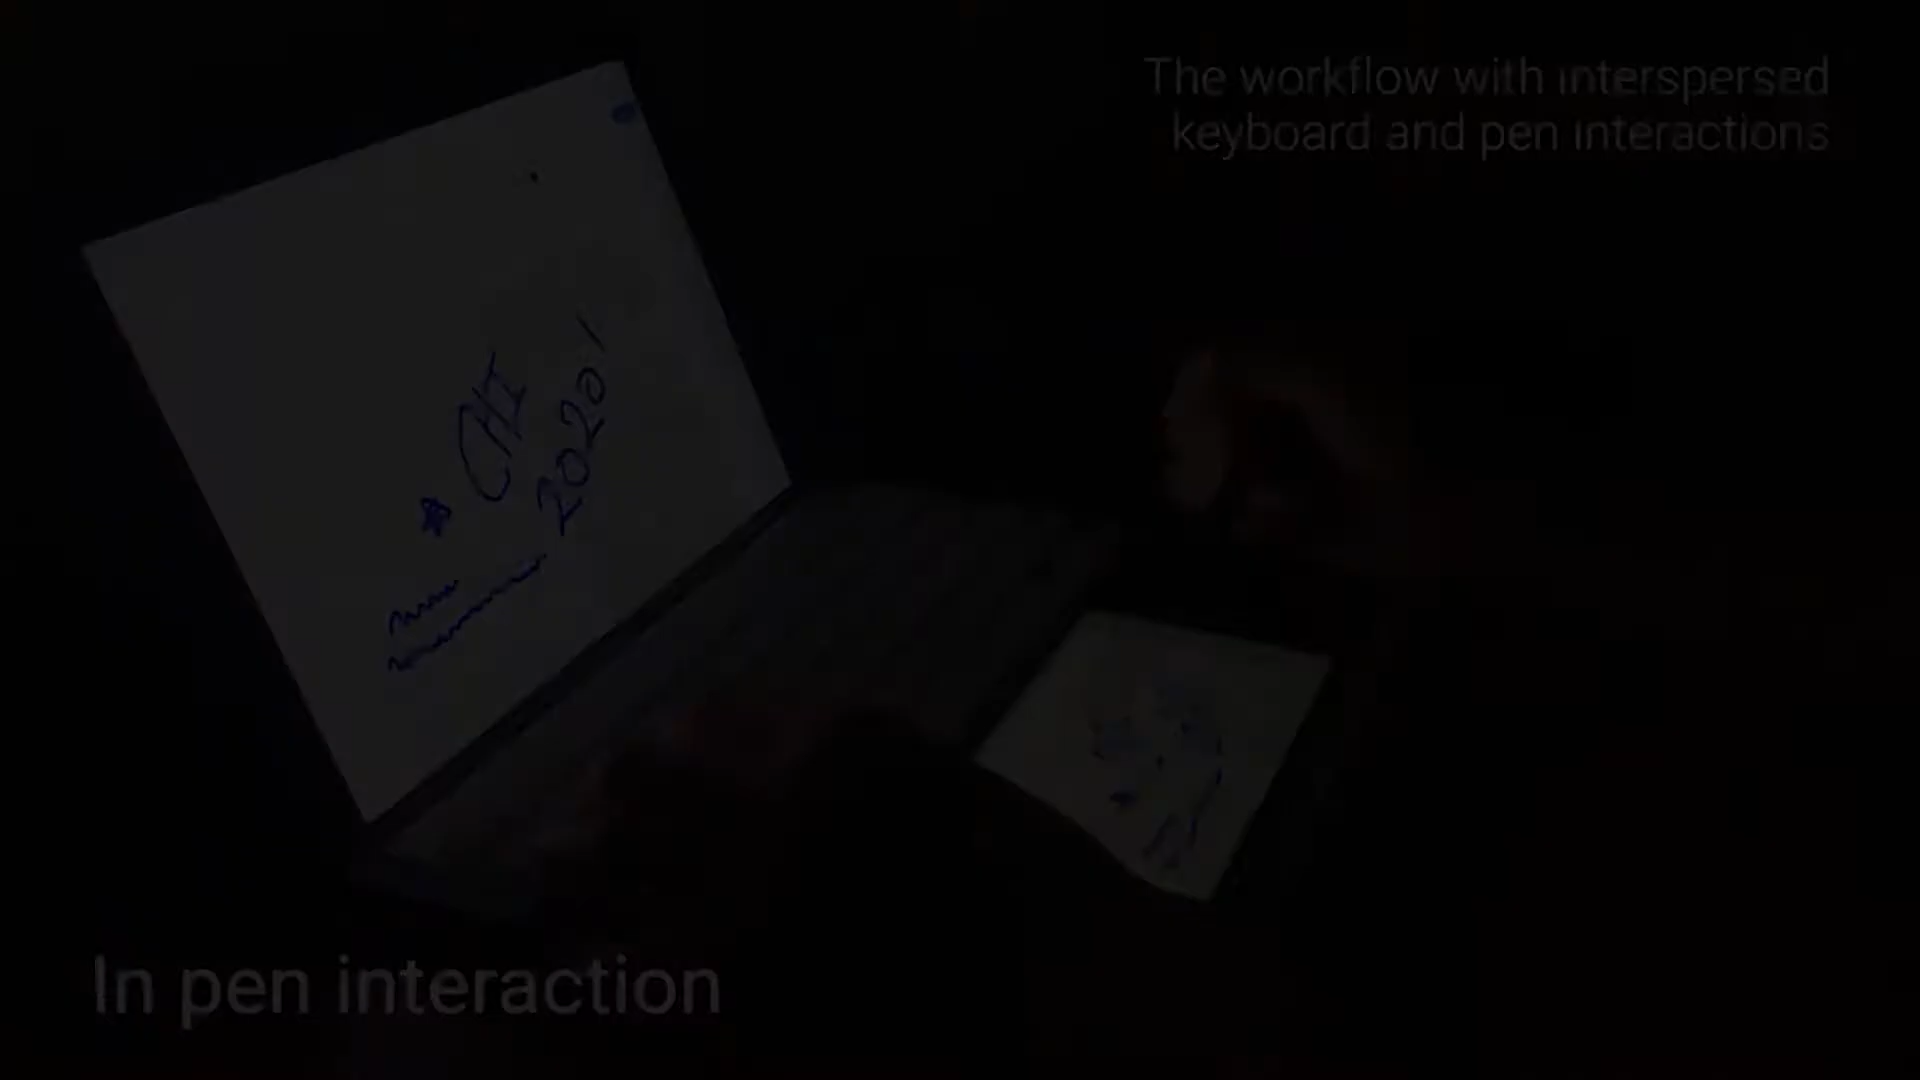 The workflow with interspersed
keyboard and pen interactions
CHI
2020!
In pen interaction